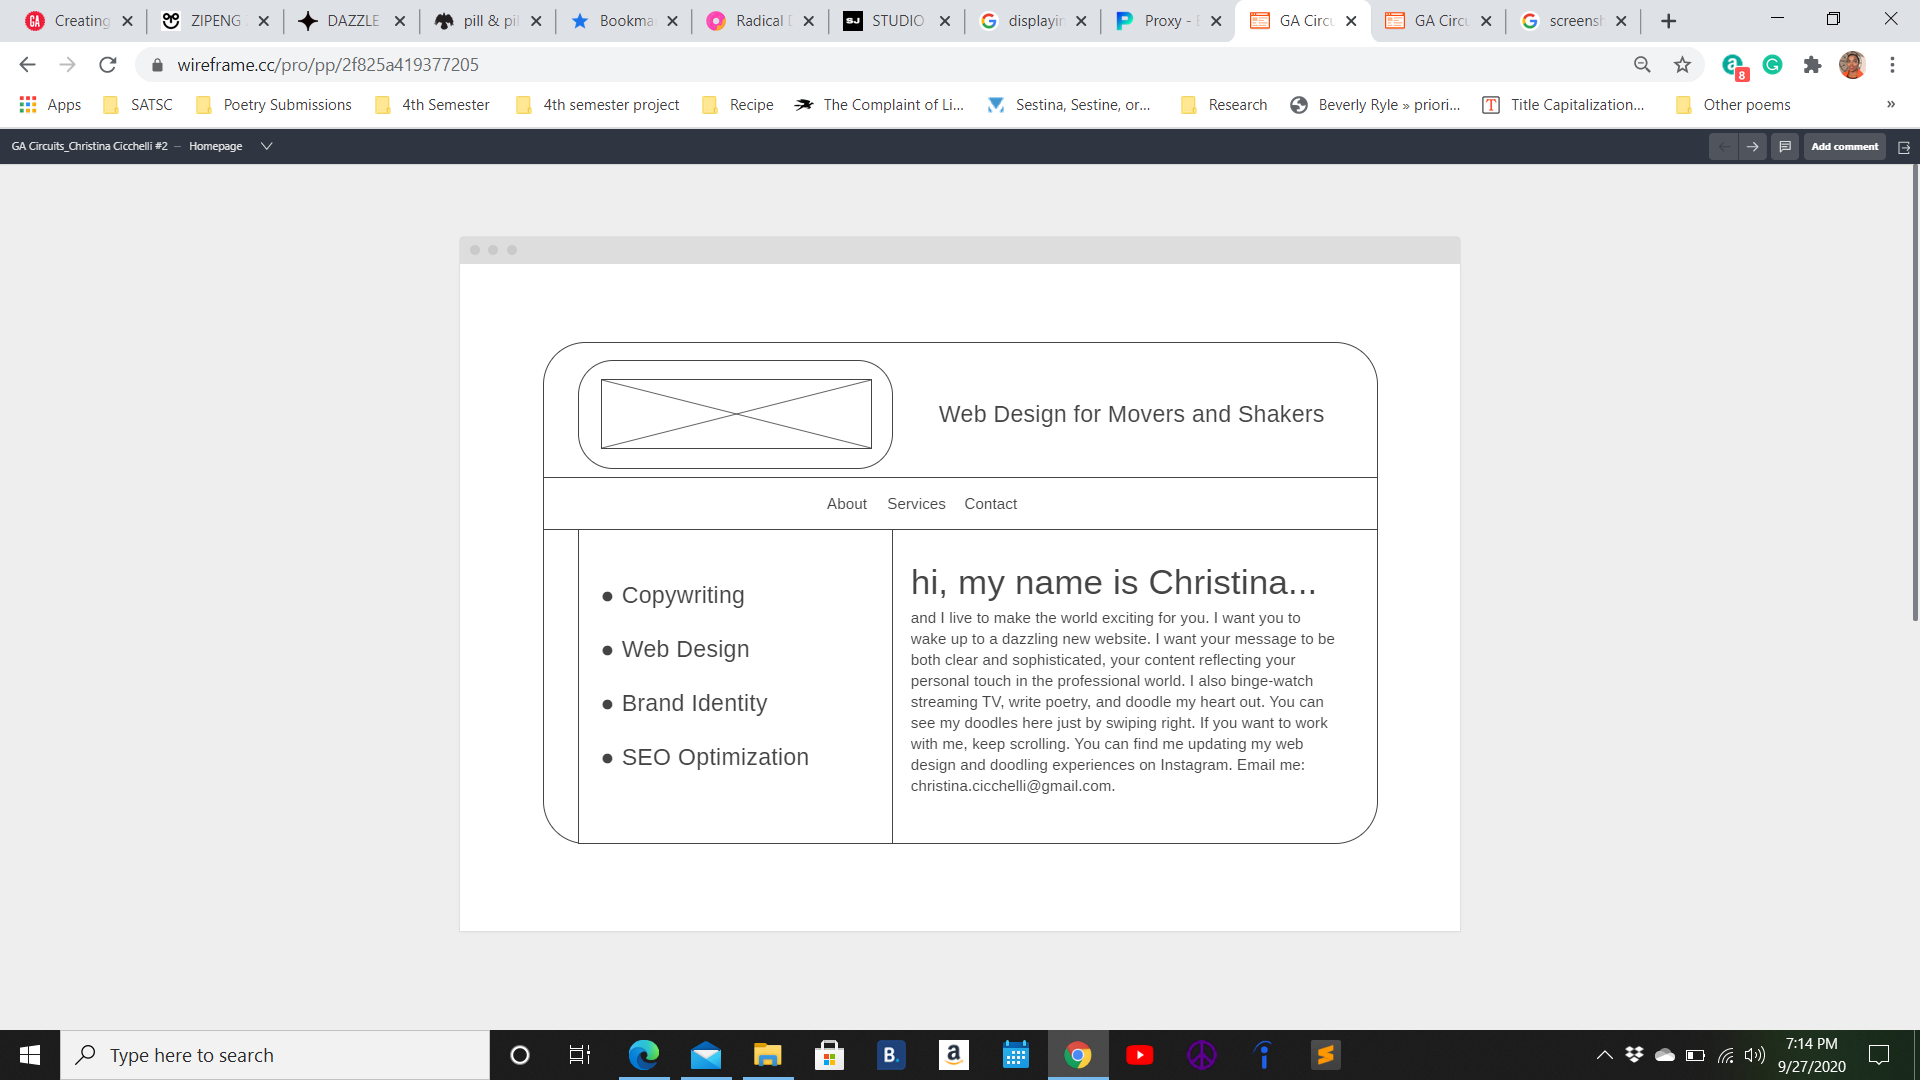 GA Creating
ZIPENG
DAZZLE
pill & pil
Bookma
Radical
SJ STUDIO
displayin
Proxy -
GA Circu
GA Circu
screensh
wireframe.cc/pro/pp/2f825a419377205
8
Apps SATSC Poetry Submissions 4th Semester 4th semester project Recipe The Complaint of Li... Sestina, Sestine, or... Research Beverly Ryle » priori... T Title Capitalization... Other poems »
GA Circuits_Christina Cicchelli #2 – Homepage
Add comment
Web Design for Movers and Shakers
About Services Contact
● Copywriting
● Web Design
● Brand Identity
● SEO Optimization
hi, my name is Christina...
and I live to make the world exciting for you. I want you to
wake up to a dazzling new website. I want your message to be
both clear and sophisticated, your content reflecting your
personal touch in the professional world. I also binge-watch
streaming TV, write poetry, and doodle my heart out. You can
see my doodles here just by swiping right. If you want to work
with me, keep scrolling. You can find me updating my web
design and doodling experiences on Instagram. Email me:
christina.cicchelli@gmail.com.
Type here to search
B.
a
7:14 PM
9/27/2020